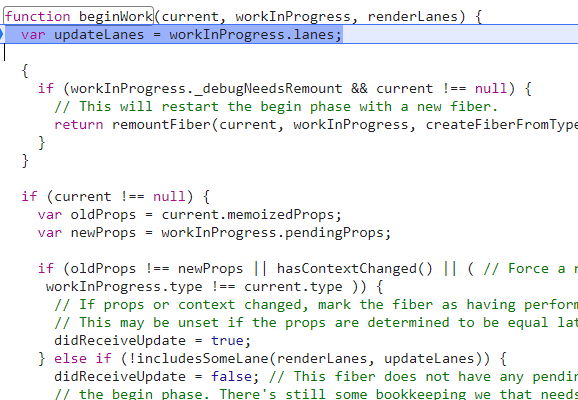 function beginWork(current, workInProgress, renderLanes) {
  var updateLanes = workInProgress.lanes;

  {
    if (workInProgress._debugNeedsRemount && current !== null) {
      // This will restart the begin phase with a new fiber.
      return remountFiber(current, workInProgress, createFiberFromType
    }
  }

  if (current !== null) {
    var oldProps = current.memoizedProps;
    var newProps = workInProgress.pendingProps;

    if (oldProps !== newProps || hasContextChanged() || ( // Force a r
     workInProgress.type !== current.type )) {
      // If props or context changed, mark the fiber as having perfor
      // This may be unset if the props are determined to be equal lat
      didReceiveUpdate = true;
    } else if (!includesSomeLane(renderLanes, updateLanes)) {
      didReceiveUpdate = false; // This fiber does not have any pendin
      // the begin phase. There's still some bookkeeping we that needs